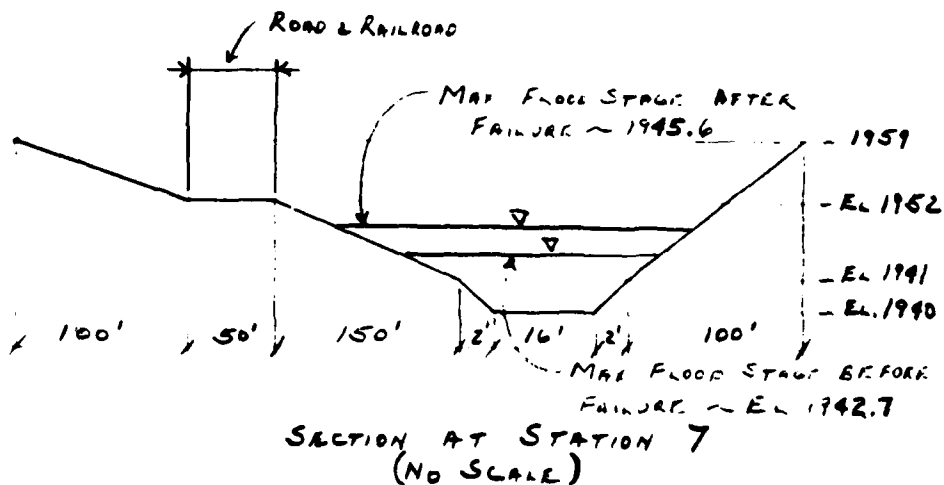 ROAD & RAILROAD
MAX FLOOD STAGE AFTER
FAILURE ~ 1945.6
- 1959
- EL 1952
- EL 1941
- EL. 1940
100' 50' 150' 2' 16' 2' 100'
MAX FLOOD STAGE BEFORE
FAILURE ~ EL 1942.7
SECTION AT STATION 7
(NO SCALE)